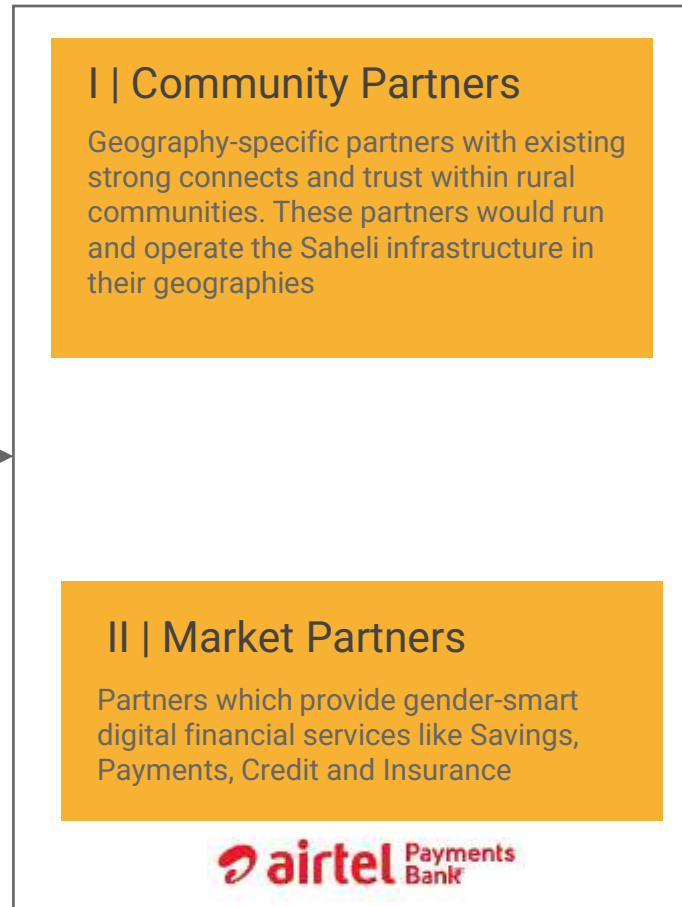 I | Community Partners
Geography-specific partners with existing
strong connects and trust within rural
communities. These partners would run
and operate the Saheli infrastructure in
their geographies
II | Market Partners
Partners which provide gender-smart
digital financial services like Savings,
Payments, Credit and Insurance
airtel Payments
Bank